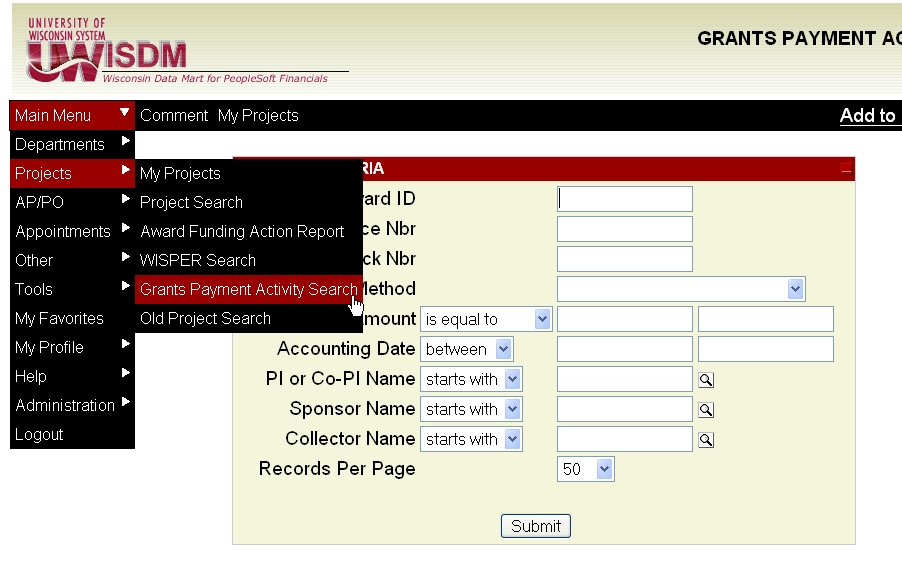 UNIVERSITY OF
WISCONSIN SYSTEM
UWISDM
Wisconsin Data Mart for PeopleSoft Financials
GRANTS PAYMENT AC
Main Menu Comment My Projects Add to
Departments
Projects
AP/PO
Appointments
Other
Tools
My Favorites
My Profile
Help
Administration
Logout
My Projects
Project Search
Award Funding Action Report
WISPER Search
Grants Payment Activity Search
Old Project Search
RIA
ard ID
ce Nbr
ck Nbr
Method
mount is equal to
Accounting Date between
PI or Co-PI Name starts with
Sponsor Name starts with
Collector Name starts with
Records Per Page 50
Submit